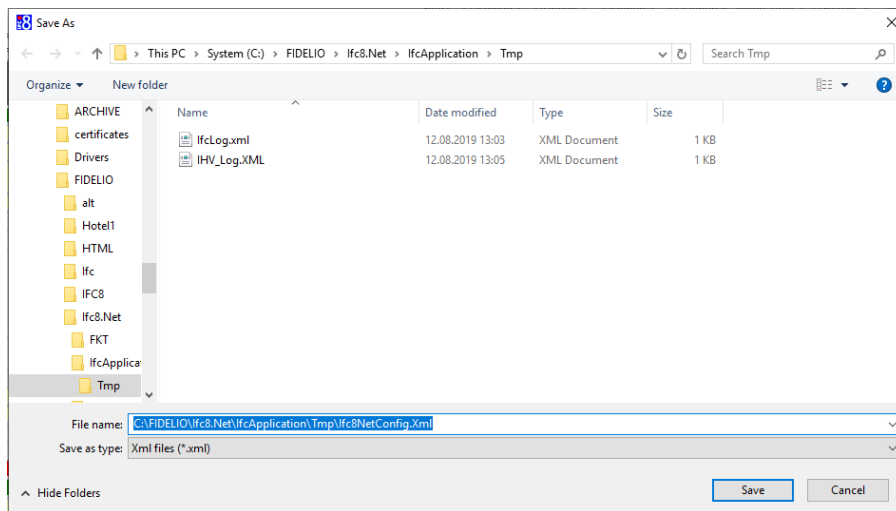 Save As
This PC > System (C:) > FIDELIO > Ifc8.Net > IfcApplication > Tmp
Search Tmp
Organize
New folder
Name Date modified Type Size
ARCHIVE
certificates
Drivers
FIDELIO
alt
Hotel1
HTML
Ifc
IFC8
Ifc8.Net
FKT
IfcApplica
Tmp
IfcLog.xml 12.08.2019 13:03 XML Document 1 KB
IHV_Log.XML 12.08.2019 13:05 XML Document 1 KB
File name: C:\FIDELIO\Ifc8.Net\IfcApplication\Tmp\Ifc8NetConfig.Xml
Save as type: Xml files (*.xml)
Hide Folders
Save
Cancel